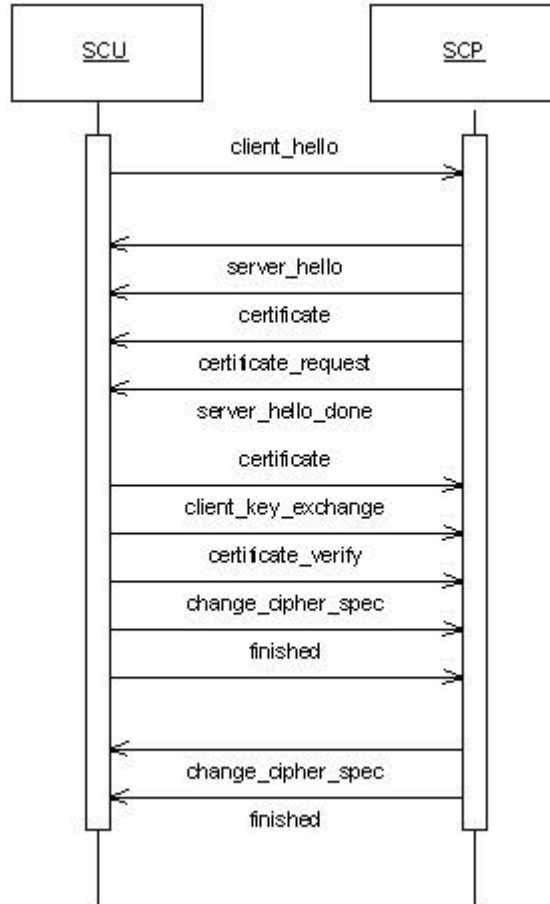 SCU
SCP
client_hello
server_hello
certificate
certificate_request
server_hello_done
certificate
client_key_exchange
certificate_verify
change_cipher_spec
finished
change_cipher_spec
finished